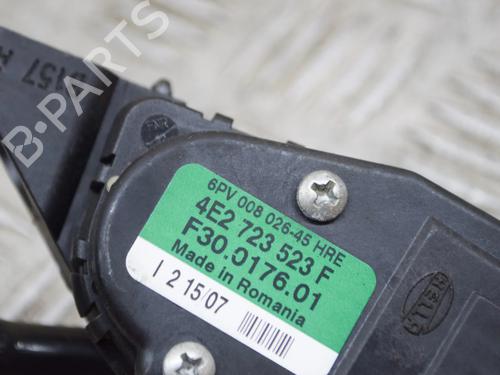 B-PARTS
6PV 008 026-45 HRE
4E2 723 523 F
F30.0176.01
Made in Romania
I 2 15/07
HELLA